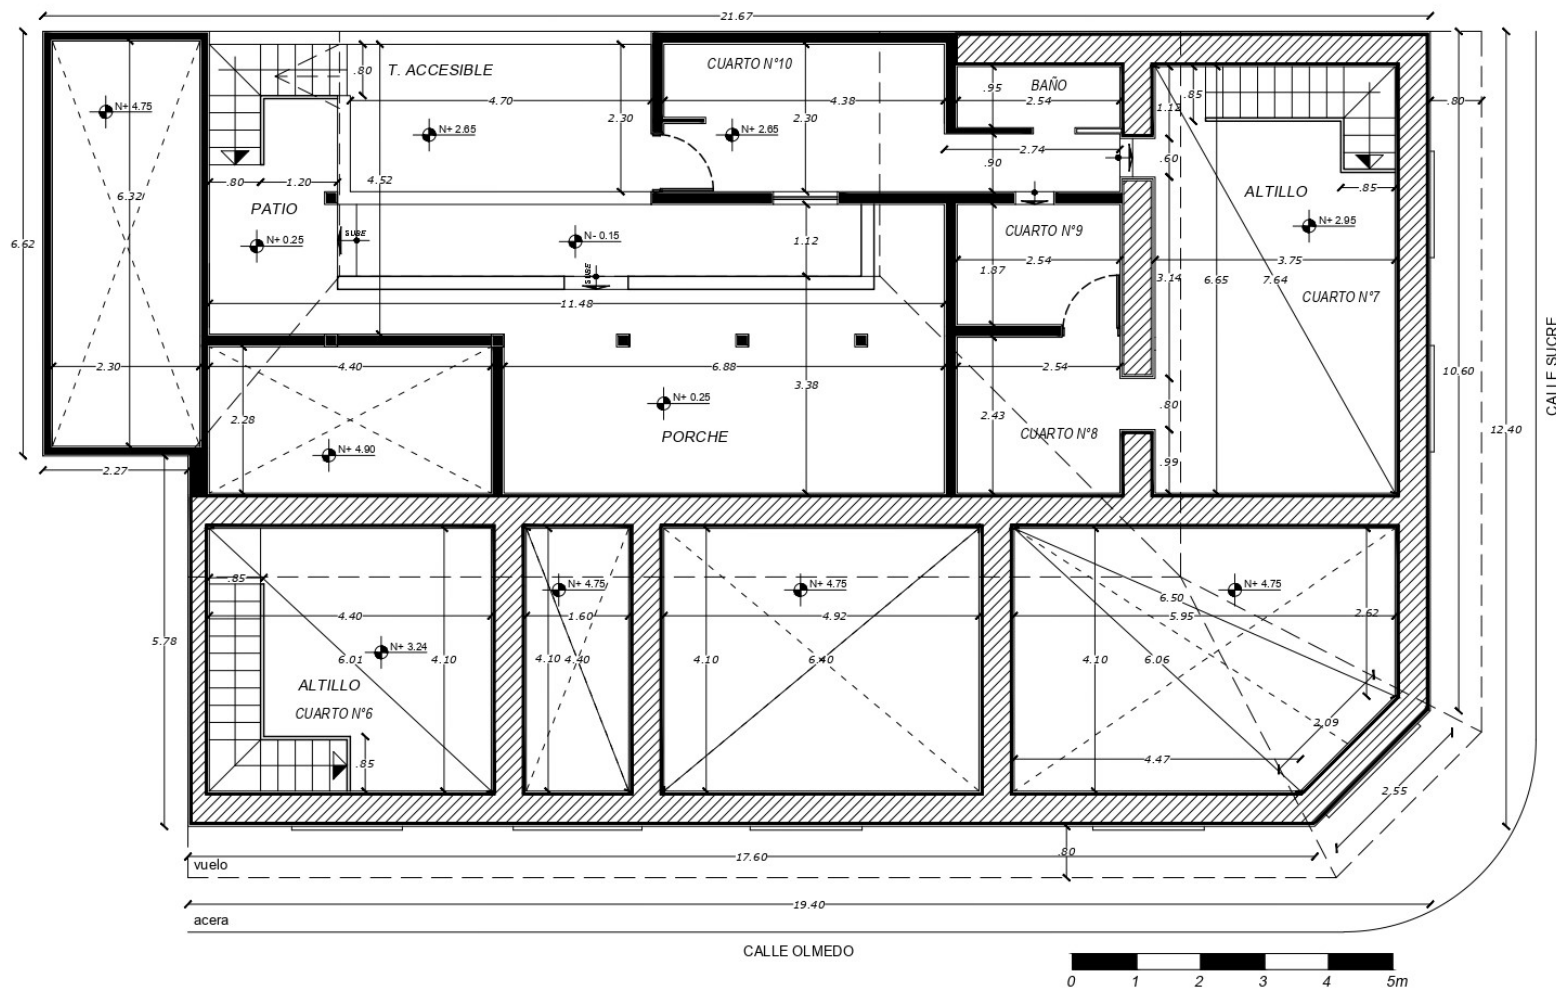 21.67
T. ACCESIBLE
CUARTO N°10
BAÑO
.80
N+ 4.75
4.70
4.38
.95
2.54
1.12
.85
.80
N+ 2.65
2.30
N+ 2.65
2.30
2.74
.90
.60
.80
1.20
4.52
6.32
ALTILLO
.85
PATIO
N+ 2.95
6.62
N+ 0.25
SUBE
N- 0.15
1.12
CUARTO N°9
2.54
3.75
1.87
3.14
6.65
7.64
SUBE
11.48
CUARTO N°7
CALLE SUCRE
2.30
4.40
6.88
3.38
2.54
10.60
N+ 0.25
.80
2.28
2.43
12.40
PORCHE
CUARTO N°8
N+ 4.90
.99
2.27
.85
N+ 4.75
N+ 4.75
N+ 4.75
6.50
4.40
1.60
4.92
5.95
2.62
5.78
N+ 3.24
6.01
4.10
4.10
4.40
4.10
6.40
4.10
6.06
ALTILLO
CUARTO N°6
2.09
.85
4.47
2.55
vuelo
17.60
.80
19.40
acera
CALLE OLMEDO
0 1 2 3 4 5m